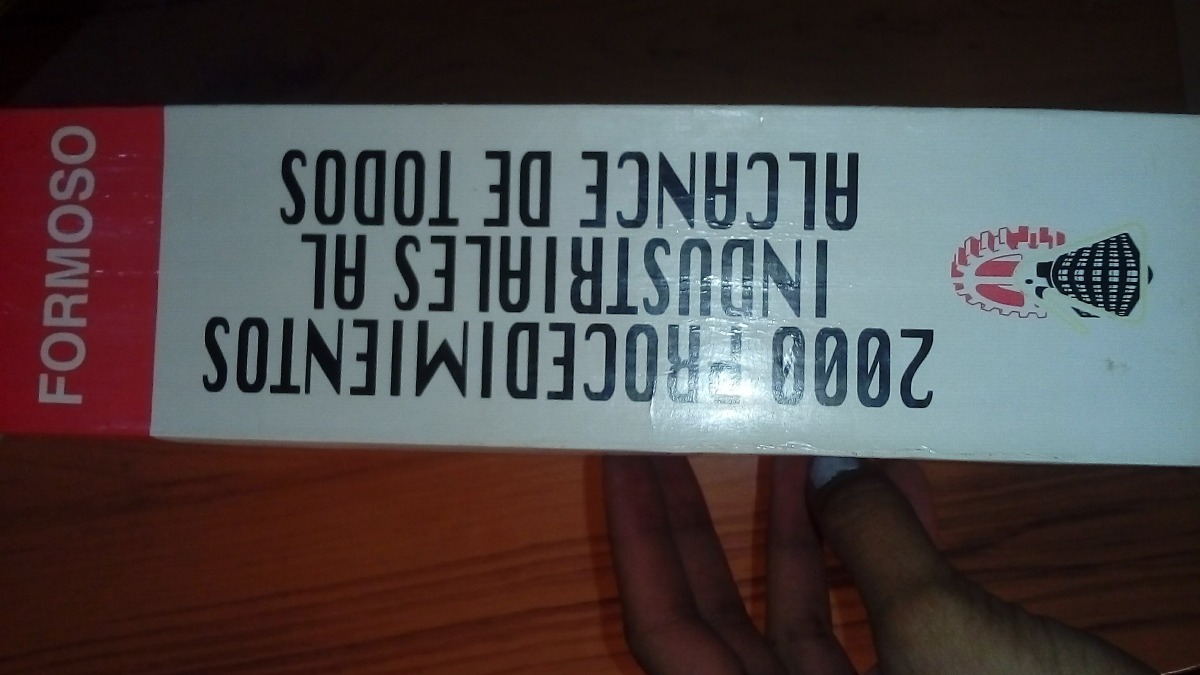 FORMOSO
2000 PROCEDIMIENTOS
INDUSTRIALES AL
ALCANCE DE TODOS